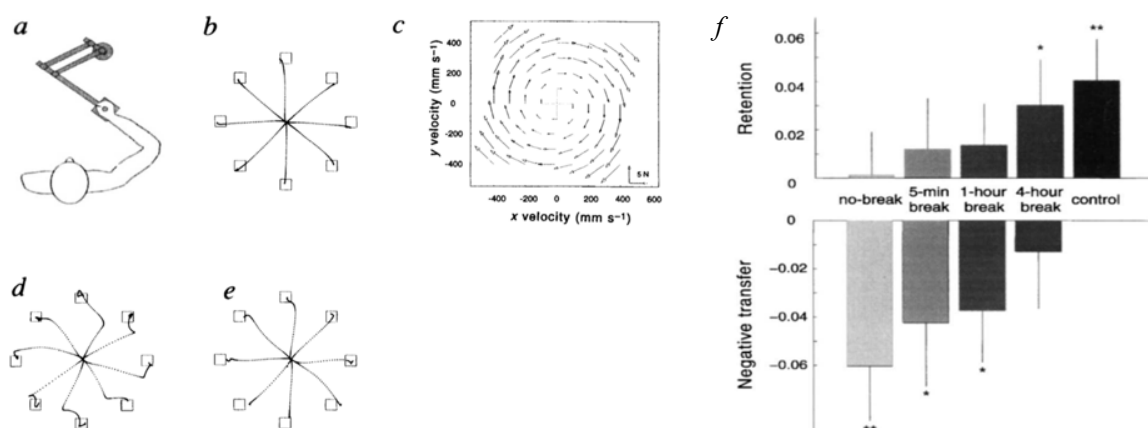 a
b
c
y velocity (mm s⁻¹)
400
200
0
-200
-400
5 N
-400 -200 0 200 400 600
x velocity (mm s⁻¹)
d
e
f
Retention
0.06
0.04
0.02
0
* **
no-break 5-min break 1-hour break 4-hour break control
Negative transfer
0
-0.02
-0.04
-0.06
** * *